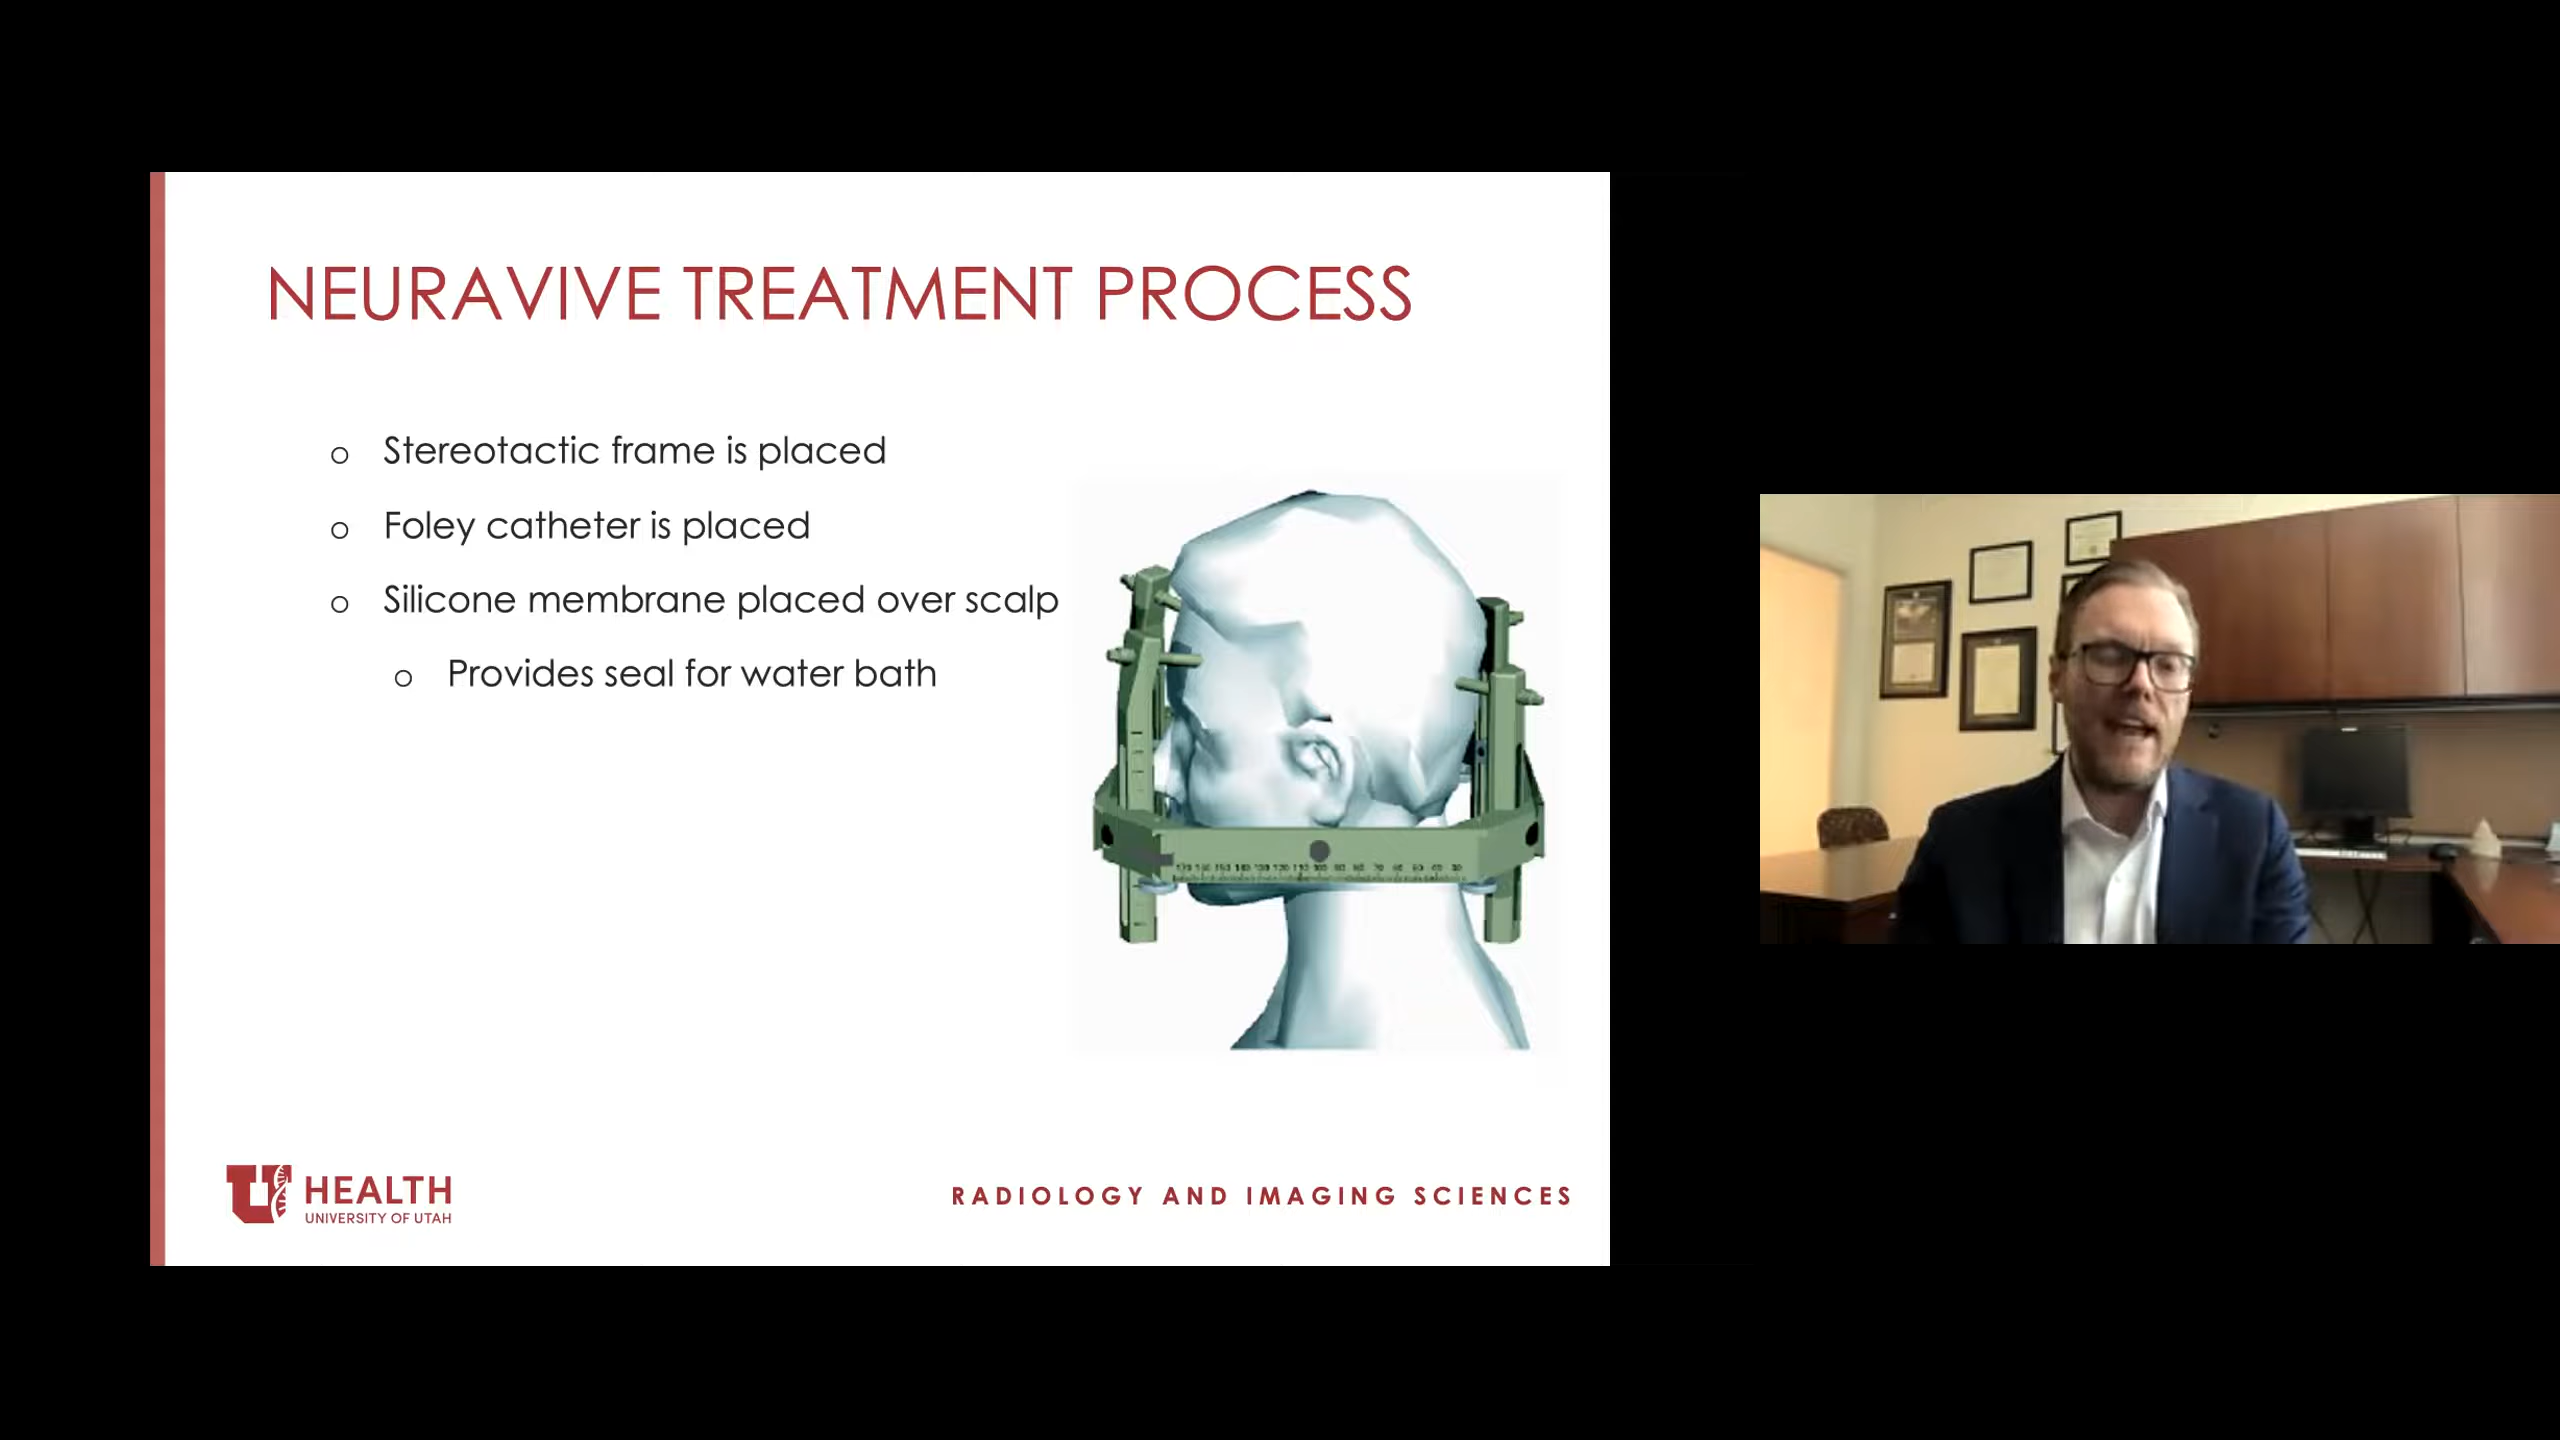 NEURAVIVE TREATMENT PROCESS
o Stereotactic frame is placed
o Foley catheter is placed
o Silicone membrane placed over scalp
o Provides seal for water bath
U HEALTH
UNIVERSITY OF UTAH
RADIOLOGY AND IMAGING SCIENCES